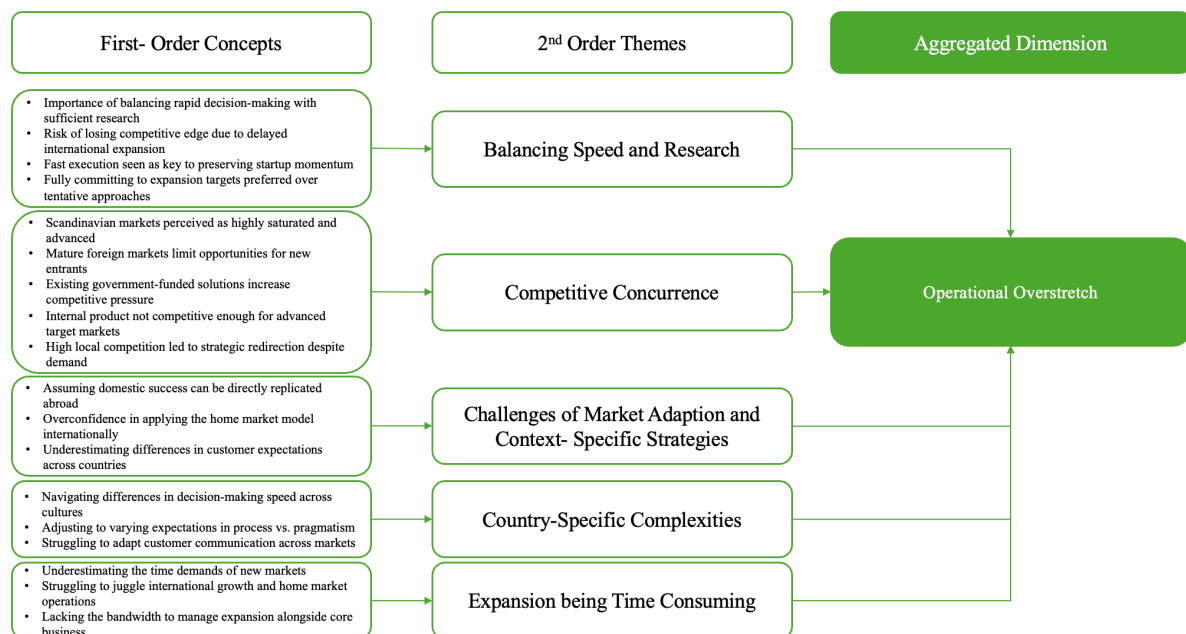 First- Order Concepts
2nd Order Themes
Aggregated Dimension
• Importance of balancing rapid decision-making with
sufficient research
• Risk of losing competitive edge due to delayed
international expansion
• Fast execution seen as key to preserving startup momentum
• Fully committing to expansion targets preferred over
tentative approaches
Balancing Speed and Research
• Scandinavian markets perceived as highly saturated and
advanced
• Mature foreign markets limit opportunities for new
entrants
• Existing government-funded solutions increase
competitive pressure
• Internal product not competitive enough for advanced
target markets
• High local competition led to strategic redirection despite
demand
Competitive Concurrence
Operational Overstretch
• Assuming domestic success can be directly replicated
abroad
• Overconfidence in applying the home market model
internationally
• Underestimating differences in customer expectations
across countries
Challenges of Market Adaption and
Context- Specific Strategies
• Navigating differences in decision-making speed across
cultures
• Adjusting to varying expectations in process vs. pragmatism
• Struggling to adapt customer communication across markets
Country-Specific Complexities
• Underestimating the time demands of new markets
• Struggling to juggle international growth and home market
operations
• Lacking the bandwidth to manage expansion alongside core
business
Expansion being Time Consuming